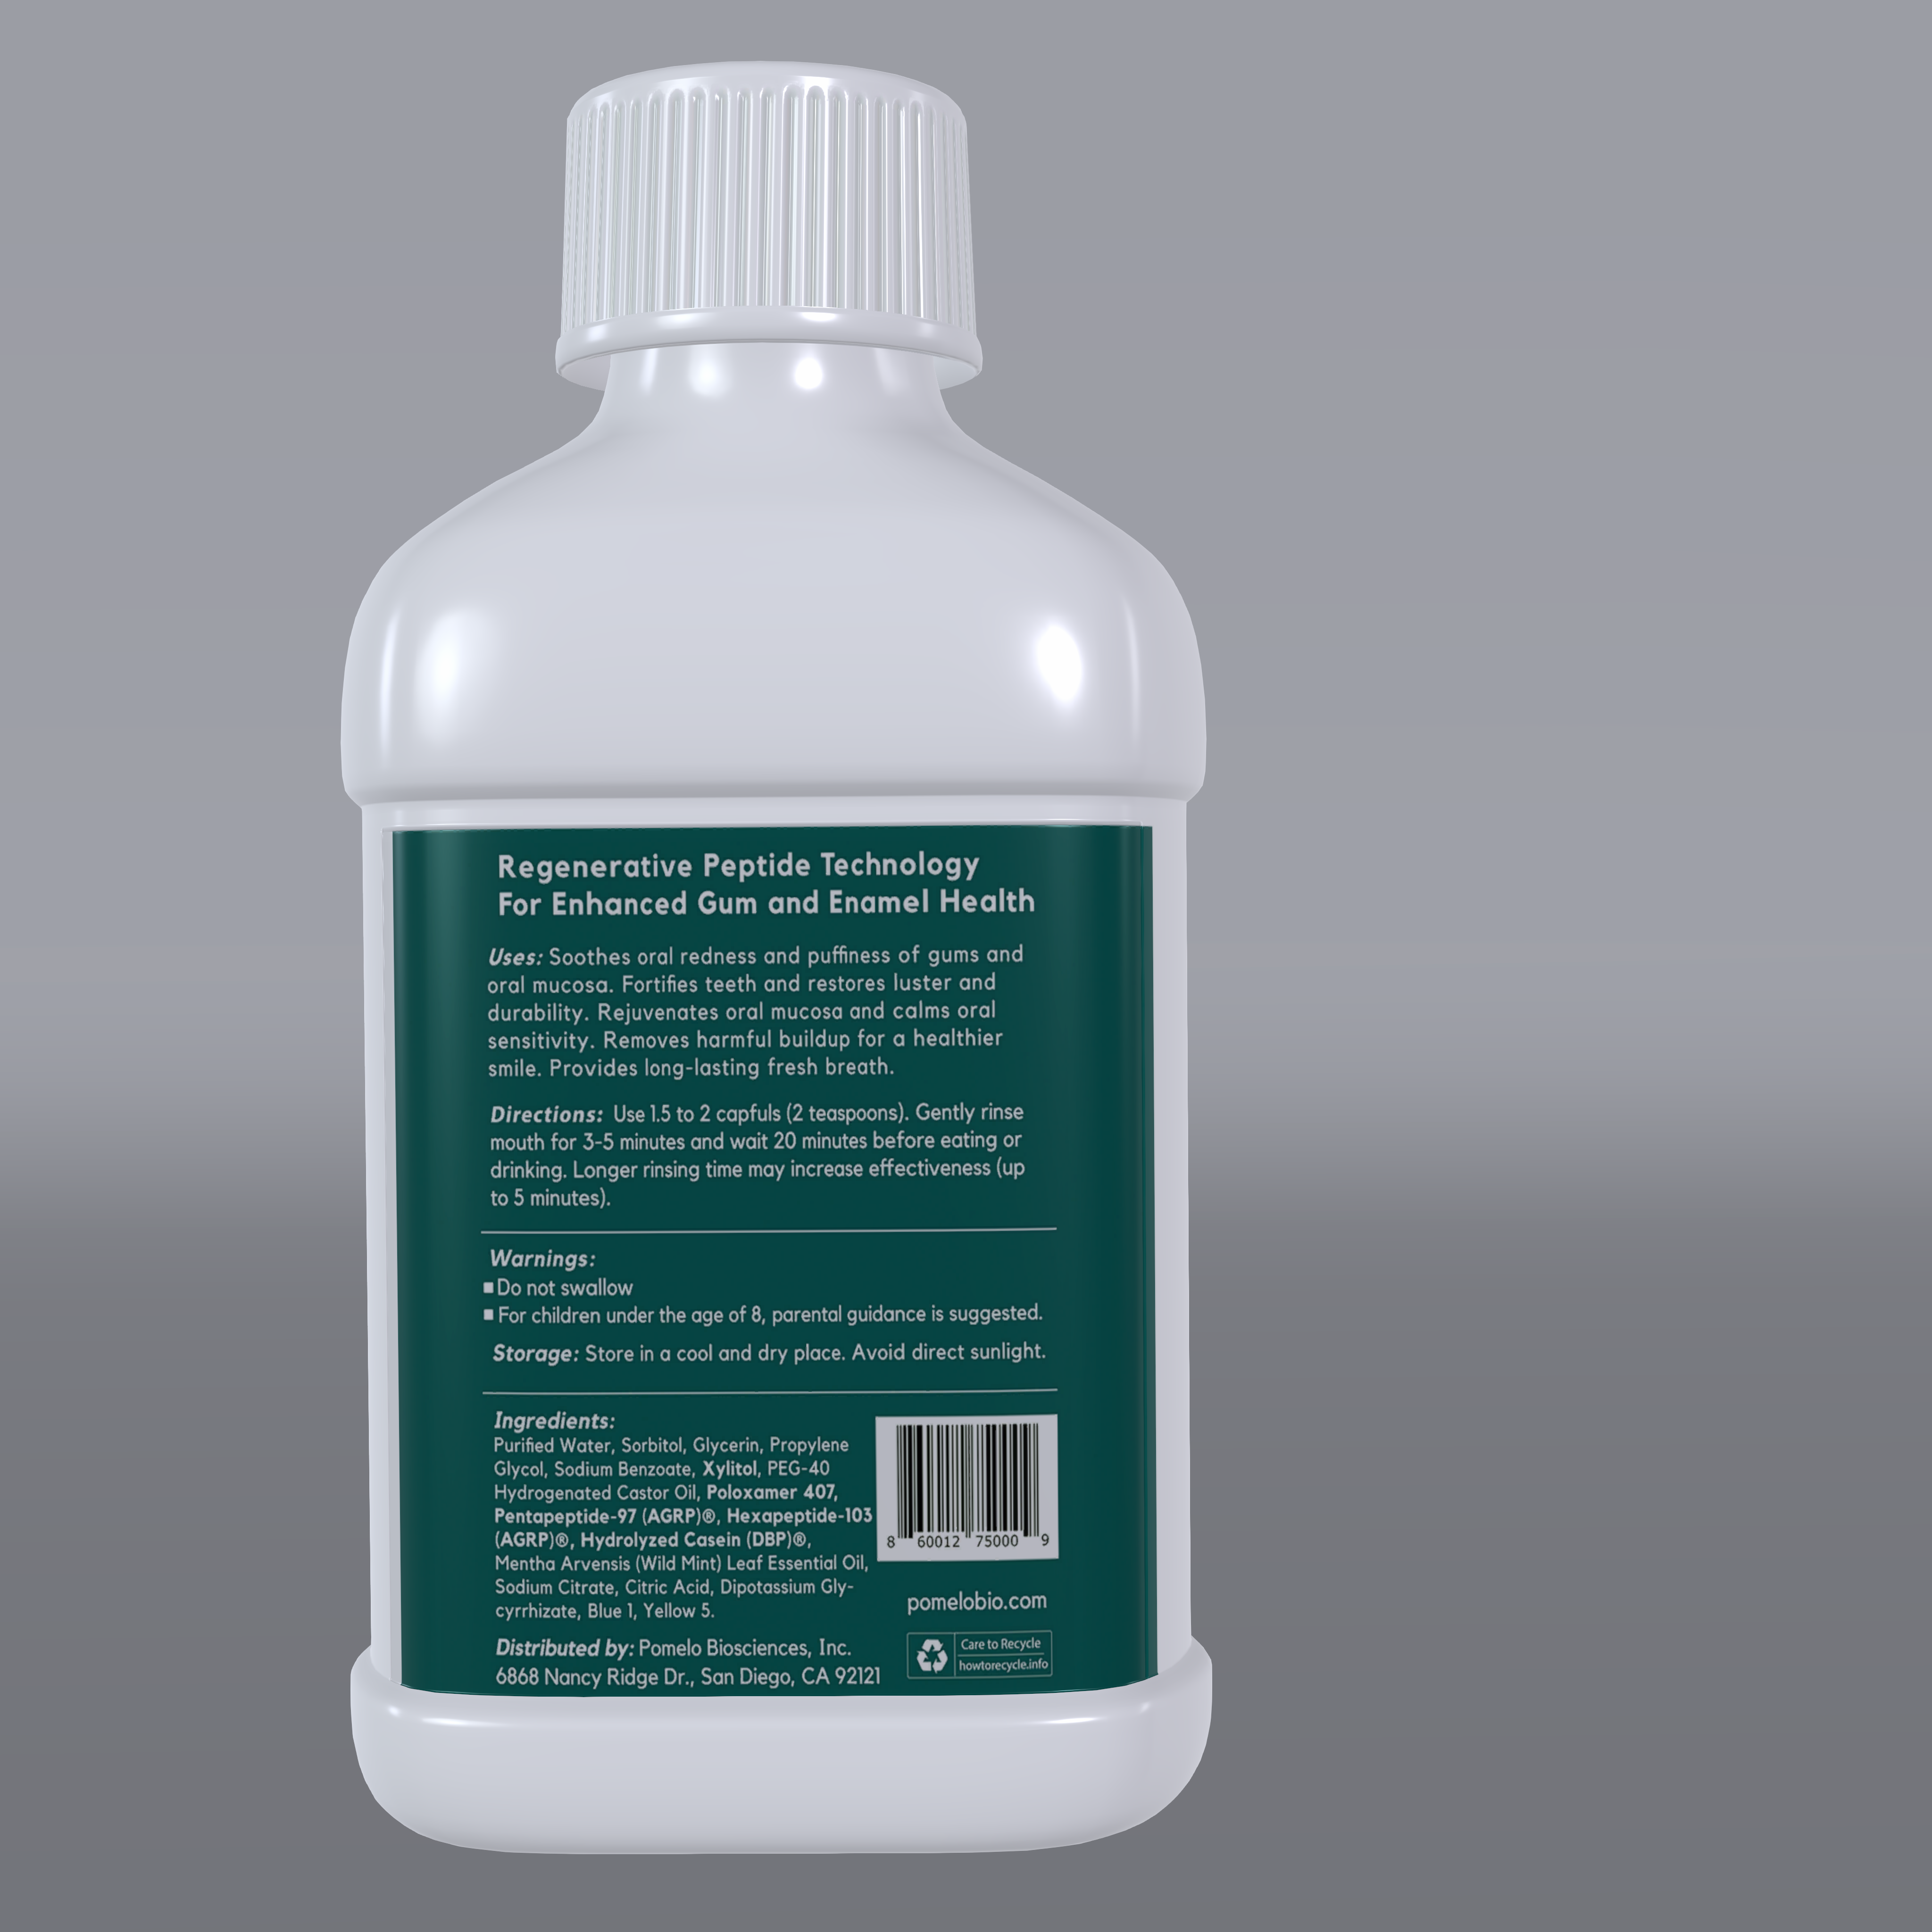 Regenerative Peptide Technology
For Enhanced Gum and Enamel Health
Uses: Soothes oral redness and puffiness of gums and
oral mucosa. Fortifies teeth and restores luster and
durability. Rejuvenates oral mucosa and calms oral
sensitivity. Removes harmful buildup for a healthier
smile. Provides long-lasting fresh breath.
Directions: Use 1.5 to 2 capfuls (2 teaspoons). Gently rinse
mouth for 3-5 minutes and wait 20 minutes before eating or
drinking. Longer rinsing time may increase effectiveness (up
to 5 minutes).
Warnings:
■ Do not swallow
■ For children under the age of 8, parental guidance is suggested.
Storage: Store in a cool and dry place. Avoid direct sunlight.
Ingredients:
Purified Water, Sorbitol, Glycerin, Propylene
Glycol, Sodium Benzoate, Xylitol, PEG-40
Hydrogenated Castor Oil, Poloxamer 407,
Pentapeptide-97 (AGRP)®, Hexapeptide-103
(AGRP)®, Hydrolyzed Casein (DBP)®,
Mentha Arvensis (Wild Mint) Leaf Essential Oil,
Sodium Citrate, Citric Acid, Dipotassium Gly-
cyrrhizate, Blue 1, Yellow 5.
Distributed by: Pomelo Biosciences, Inc.
6868 Nancy Ridge Dr., San Diego, CA 92121
8 60012 75000 9
pomelobio.com
Care to Recycle
howtorecycle.info